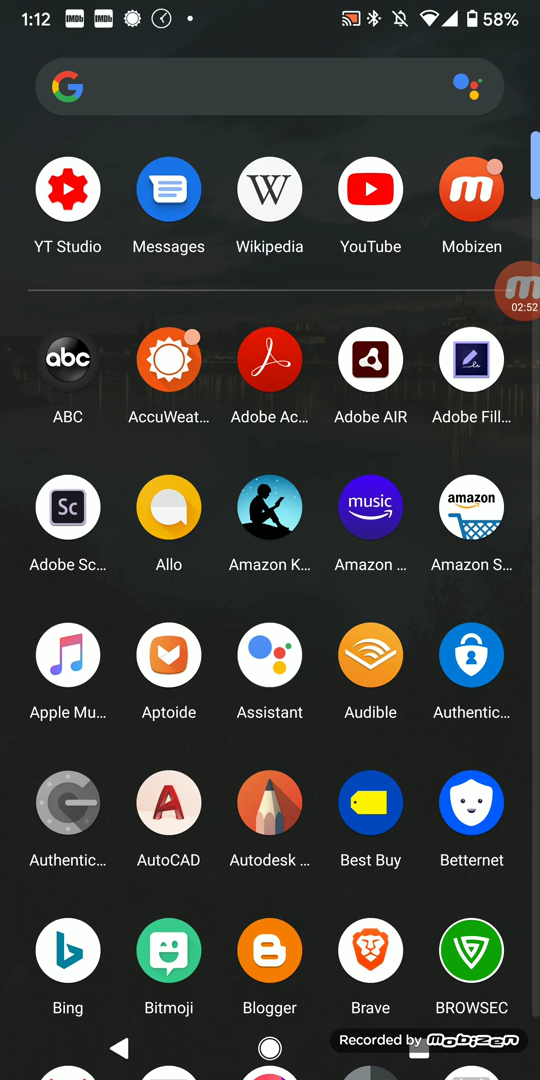 1:12 IMDb IMDb 58%
YT Studio Messages Wikipedia YouTube Mobizen
02:52
abc
ABC AccuWeat… Adobe Ac… Adobe AIR Adobe Fill…
Sc music amazon
Adobe Sc… Allo Amazon K… Amazon … Amazon S…
Apple Mu… Aptoide Assistant Audible Authentic…
Authentic… AutoCAD Autodesk … Best Buy Betternet
Bing Bitmoji Blogger Brave BROWSEC
Recorded by mobizen